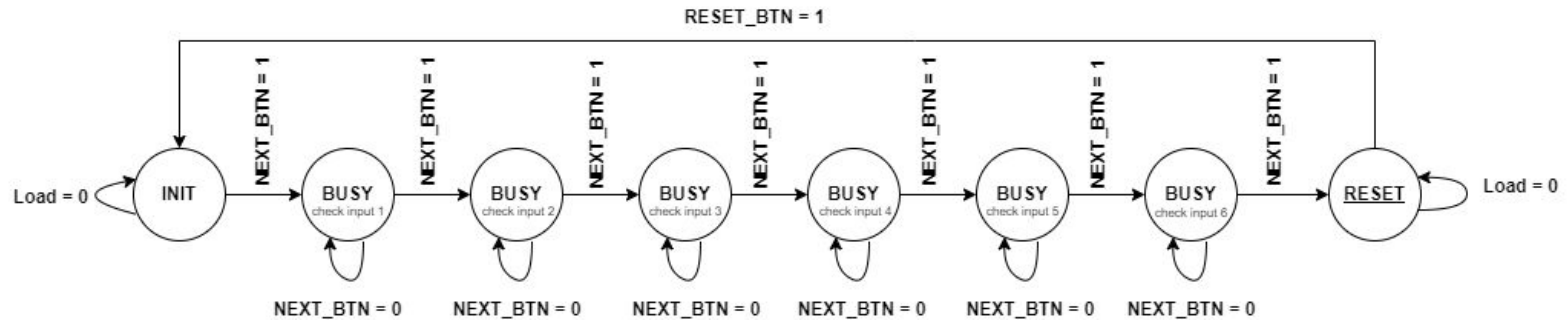 RESET_BTN = 1
NEXT_BTN = 1
NEXT_BTN = 1
NEXT_BTN = 1
NEXT_BTN = 1
NEXT_BTN = 1
NEXT_BTN = 1
NEXT_BTN = 1
Load = 0
INIT
BUSY
check input 1
BUSY
check input 2
BUSY
check input 3
BUSY
check input 4
BUSY
check input 5
BUSY
check input 6
RESET
Load = 0
NEXT_BTN = 0
NEXT_BTN = 0
NEXT_BTN = 0
NEXT_BTN = 0
NEXT_BTN = 0
NEXT_BTN = 0